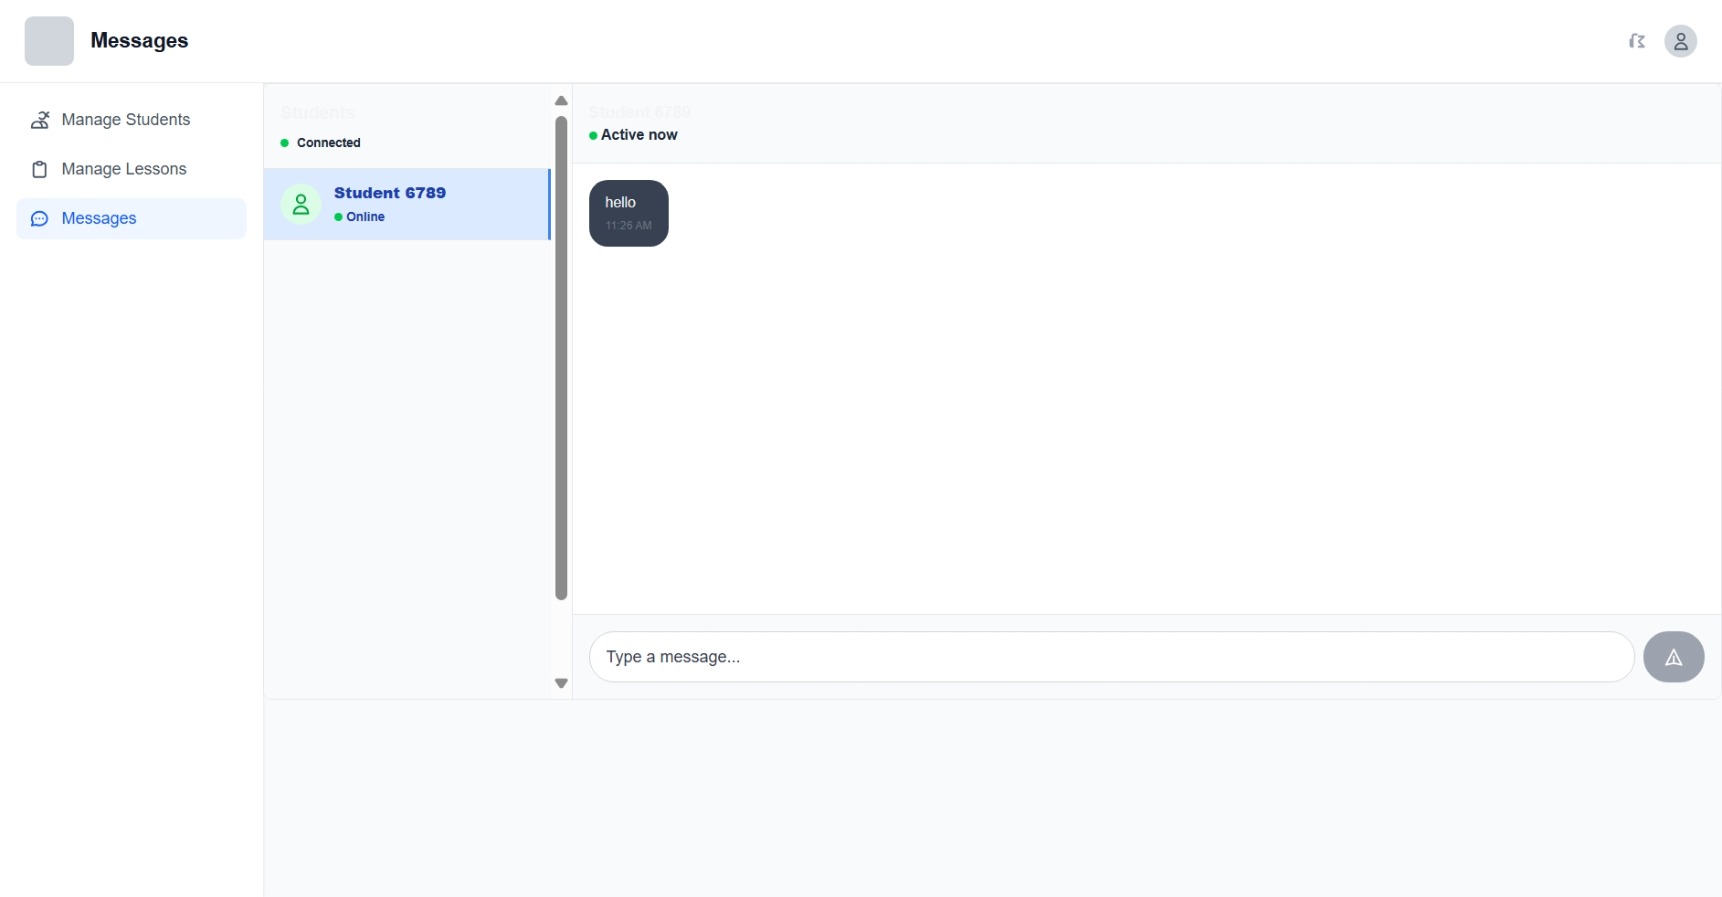 Messages
Manage Students
Manage Lessons
Messages
Students
Connected
Student 6789
Online
Student 6789
Active now
hello
11:26 AM
Type a message...